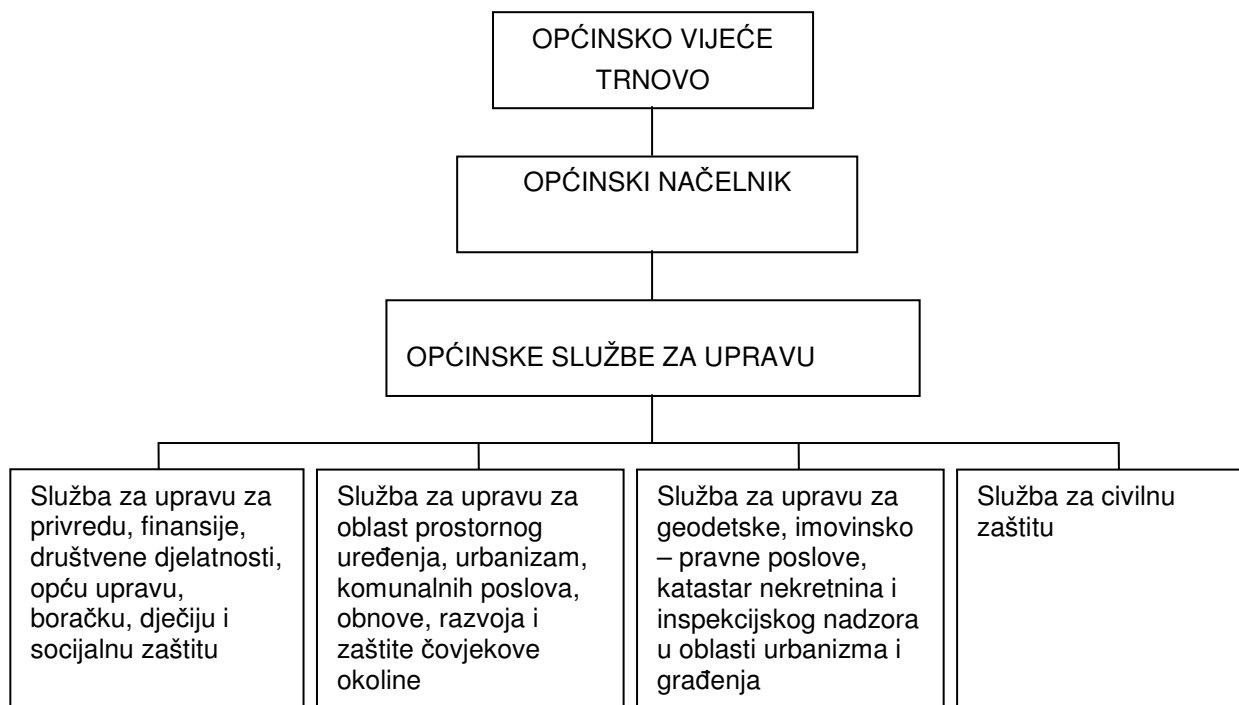 OPĆINSKO VIJEĆE
TRNOVO
OPĆINSKI NAČELNIK
OPĆINSKE SLUŽBE ZA UPRAVU
Služba za upravu za
privredu, finansije,
društvene djelatnosti,
opću upravu,
boračku, dječiju i
socijalnu zaštitu
Služba za upravu za
oblast prostornog
uređenja, urbanizam,
komunalnih poslova,
obnove, razvoja i
zaštite čovjekove
okoline
Služba za upravu za
geodetske, imovinsko
– pravne poslove,
katastar nekretnina i
inspekcijskog nadzora
u oblasti urbanizma i
građenja
Služba za civilnu
zaštitu